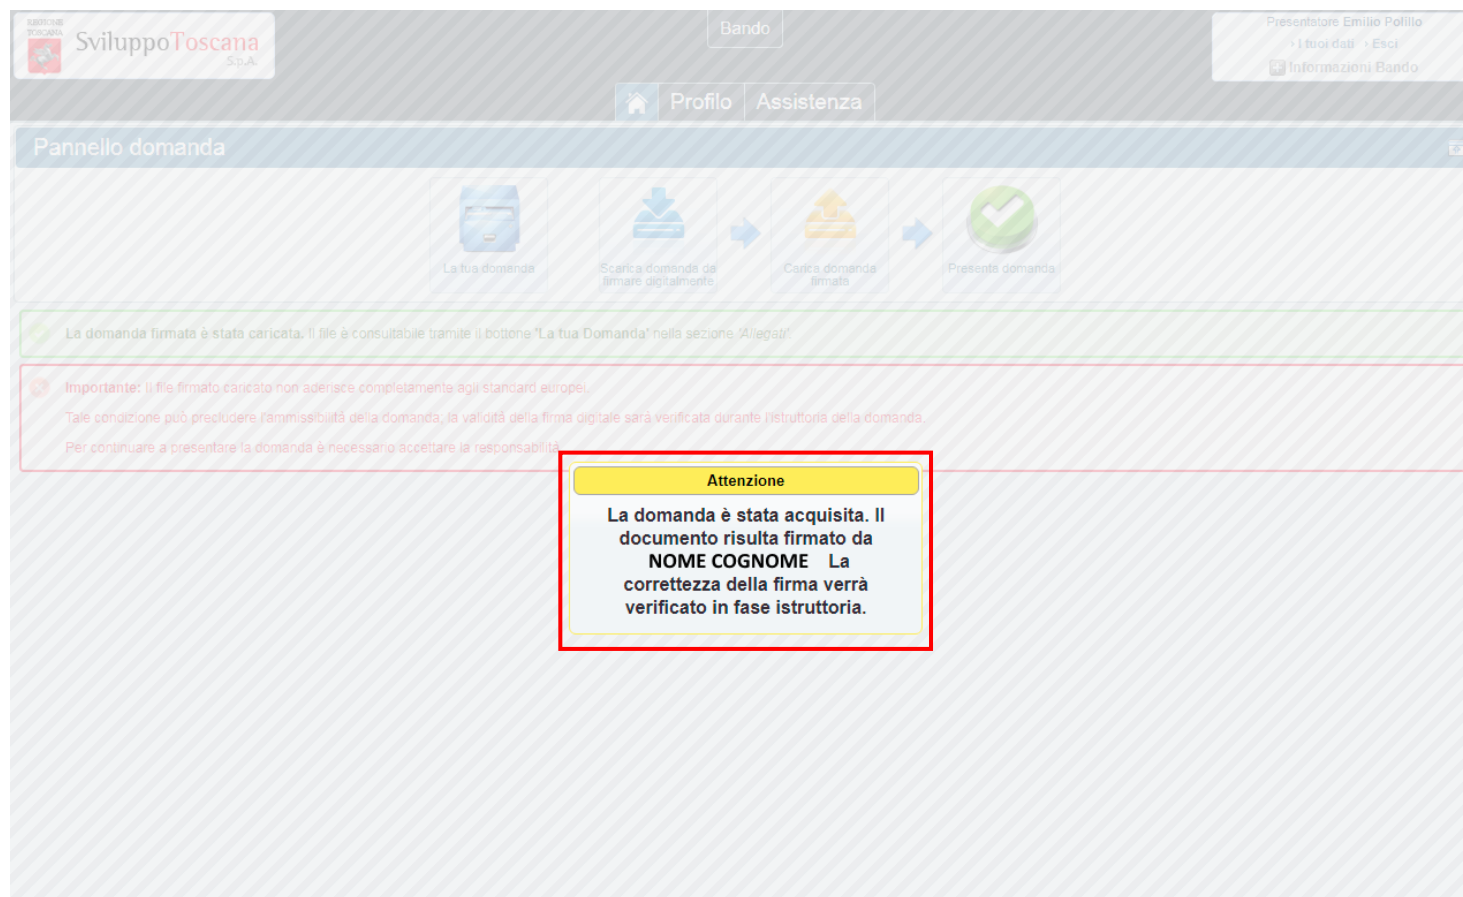 REGIONE
TOSCANA
SviluppoToscana
S.p.A.
Bando
Presentatore Emilio Polillo
› I tuoi dati › Esci
Informazioni Bando
Profilo
Assistenza
Pannello domanda
La tua domanda
Scarica domanda da
firmare digitalmente
Carica domanda
firmata
Presenta domanda
La domanda firmata è stata caricata. Il file è consultabile tramite il bottone "La tua Domanda" nella sezione "Allegati".
Importante: Il file firmato caricato non aderisce completamente agli standard europei.
Tale condizione può precludere l'ammissibilità della domanda; la validità della firma digitale sarà verificata durante l'istruttoria della domanda.
Per continuare a presentare la domanda è necessario accettare la responsabilità.
Attenzione
La domanda è stata acquisita. Il
documento risulta firmato da
NOME COGNOME La
correttezza della firma verrà
verificato in fase istruttoria.